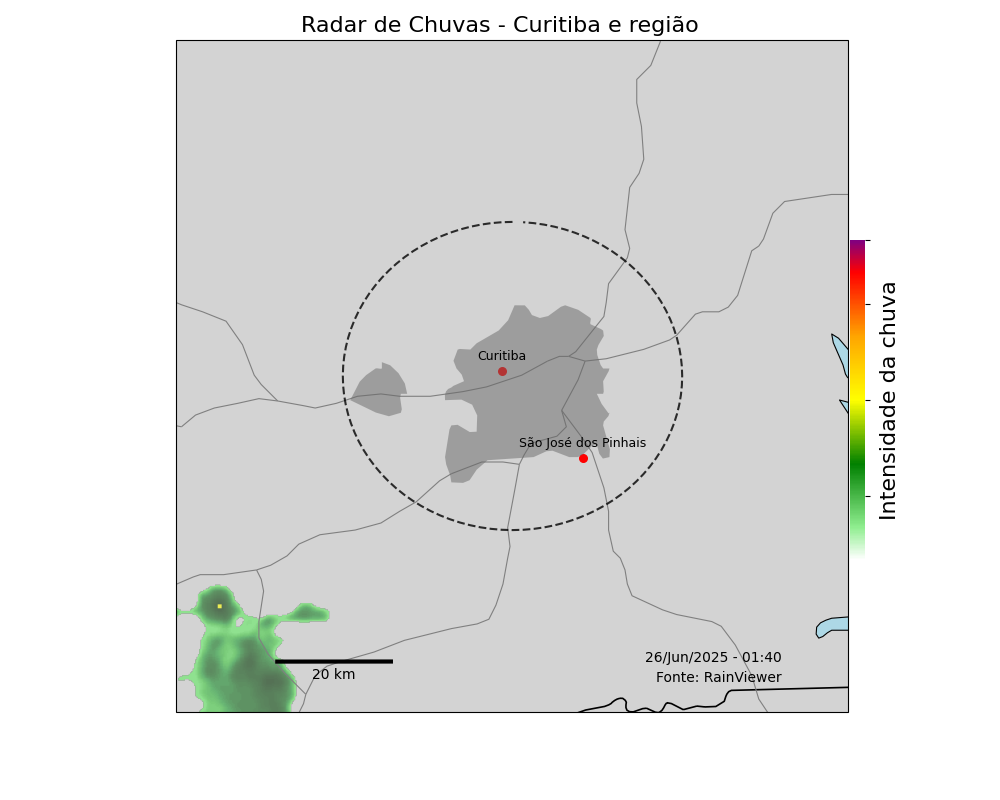 Radar de Chuvas - Curitiba e região
Curitiba
São José dos Pinhais
Intensidade da chuva
20 km
26/Jun/2025 - 01:40
Fonte: RainViewer